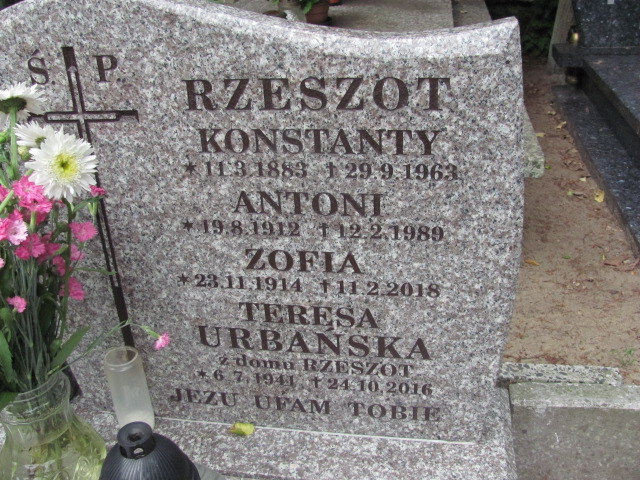 Ś P
RZESZOT
KONSTANTY
* 11.3.1883 † 29.9.1963
ANTONI
* 19.8.1912 † 12.2.1989
ZOFIA
* 23.11.1914 † 11.2.2018
TERESA
URBAŃSKA
z domu RZESZOT
* 6.7.1941 † 24.10.2016
JEZU UFAM TOBIE